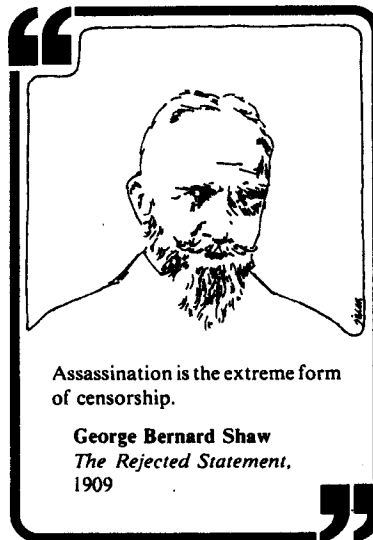 Assassination is the extreme form
of censorship.
George Bernard Shaw
The Rejected Statement,
1909